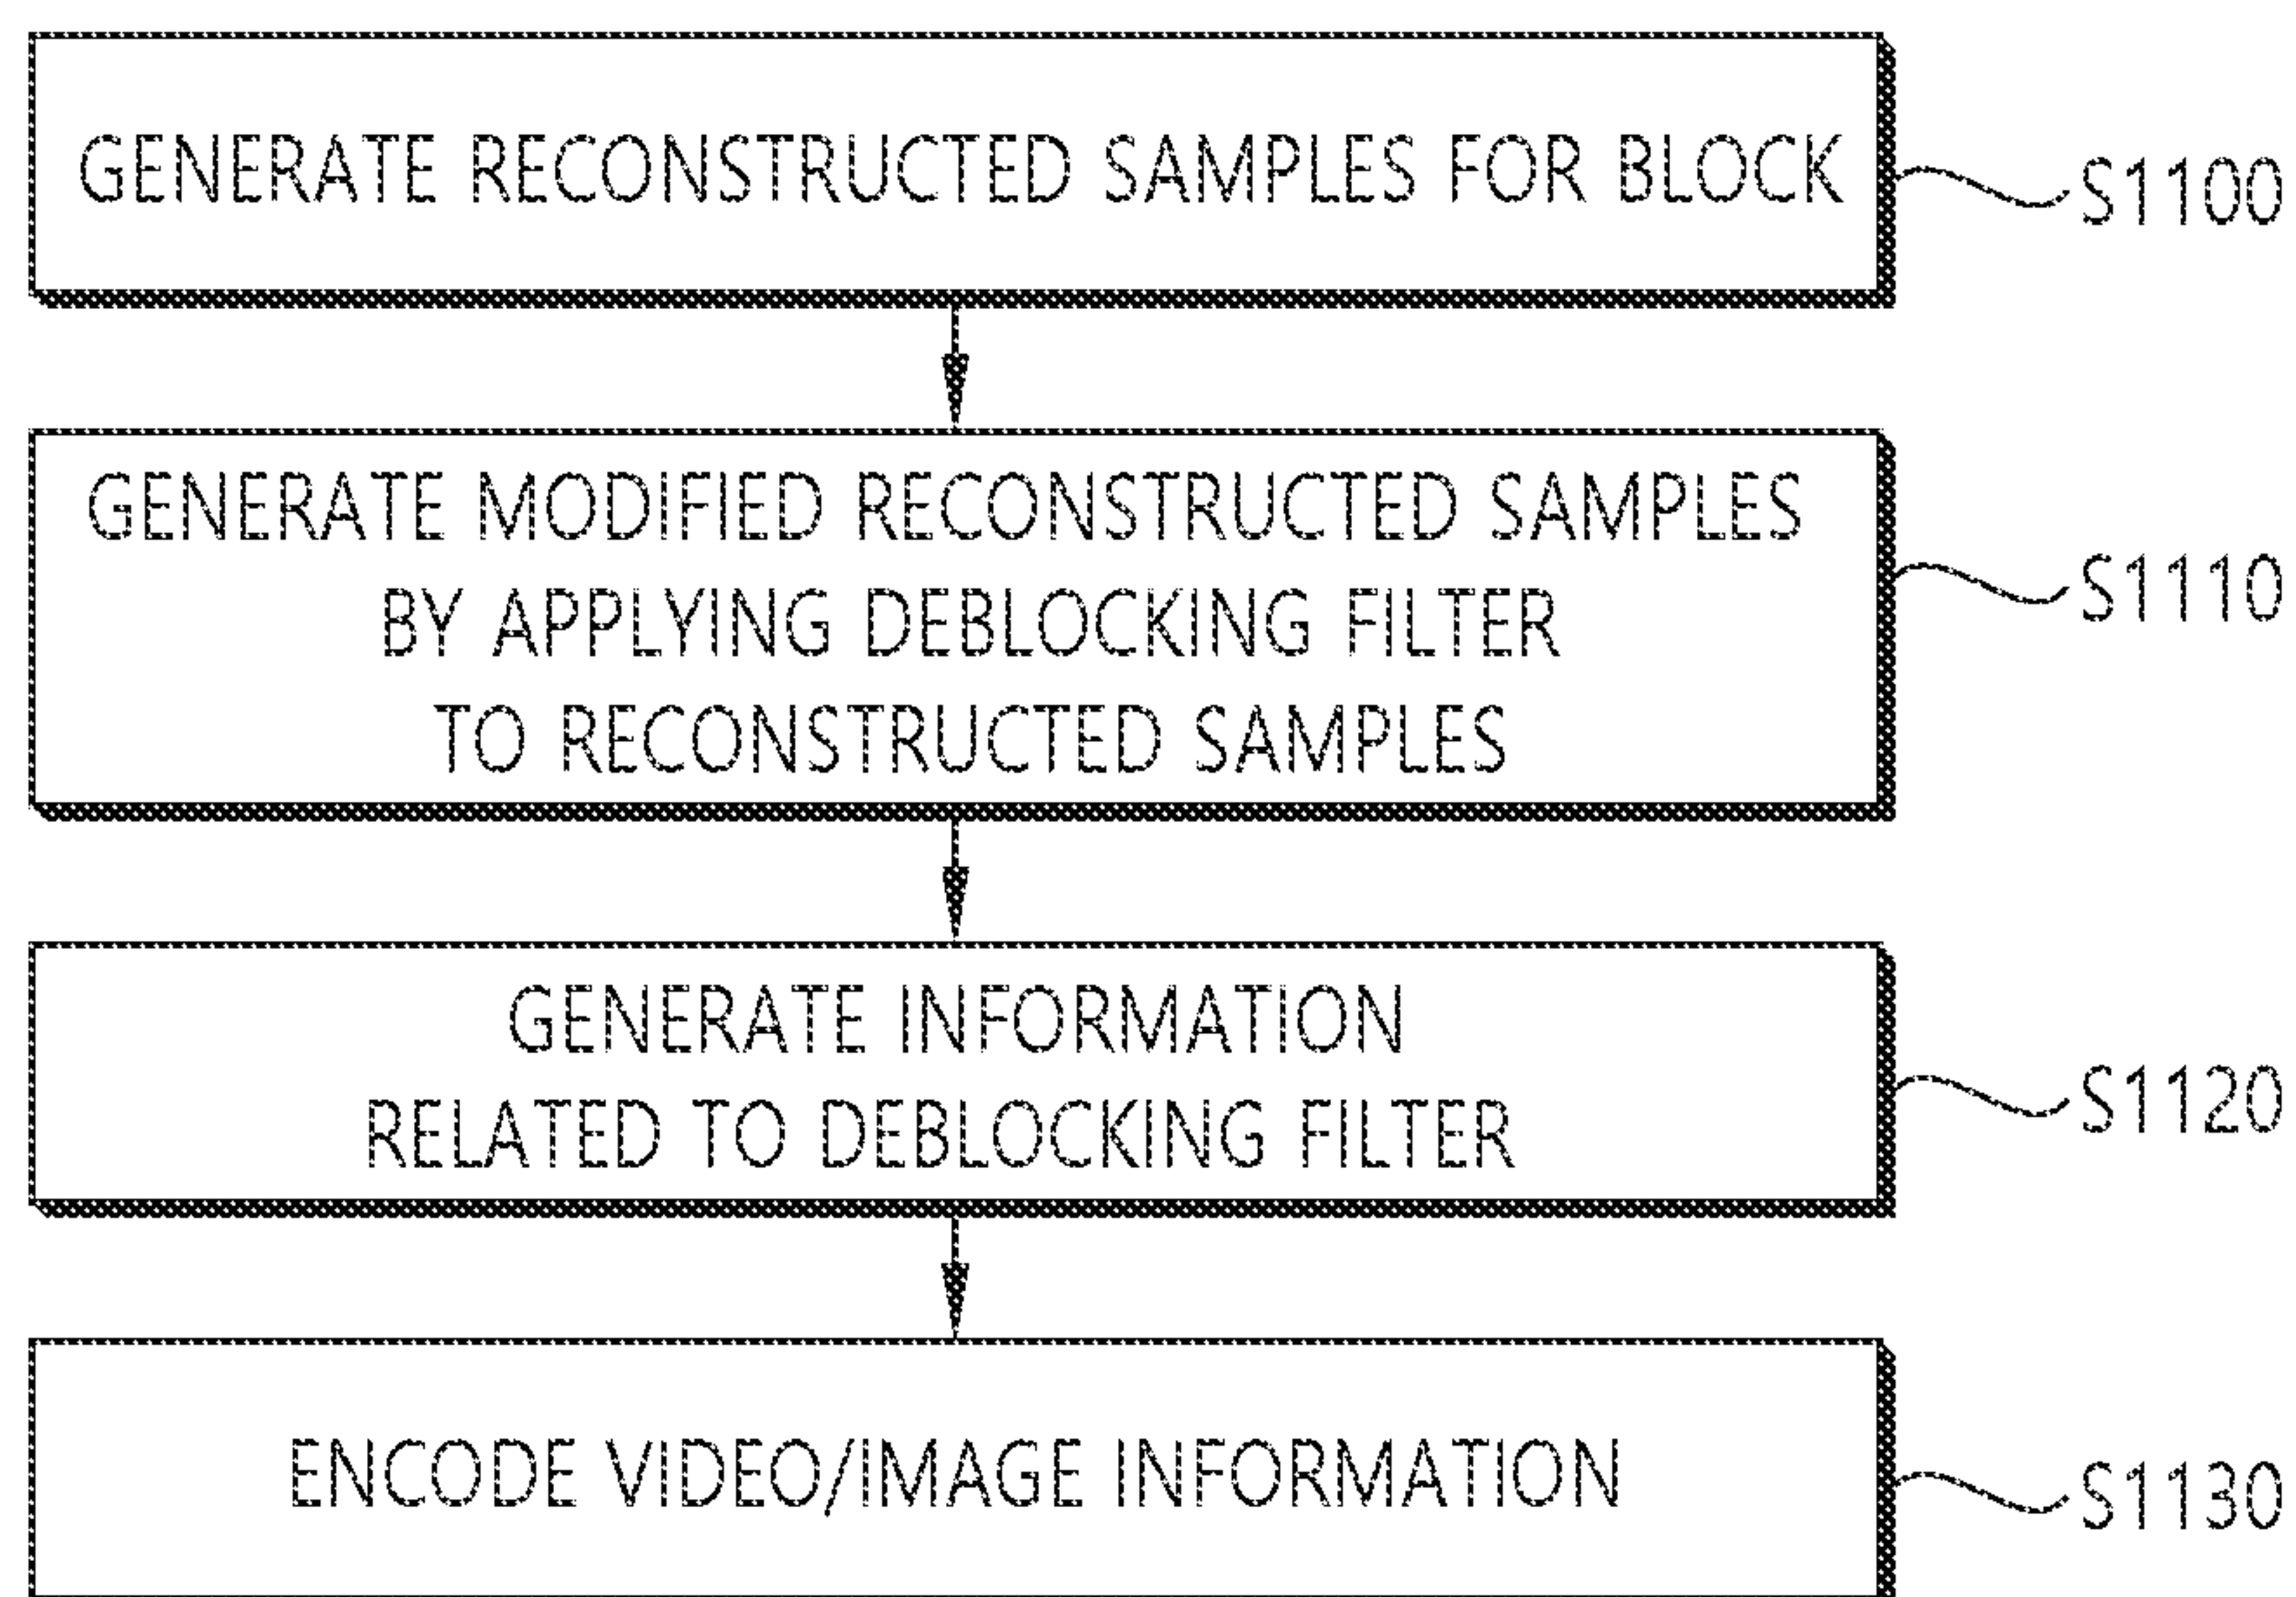 GENERATE RECONSTRUCTED SAMPLES FOR BLOCK
S1100
GENERATE MODIFIED RECONSTRUCTED SAMPLES
BY APPLYING DEBLOCKING FILTER
TO RECONSTRUCTED SAMPLES
S1110
GENERATE INFORMATION
RELATED TO DEBLOCKING FILTER
S1120
ENCODE VIDEO/IMAGE INFORMATION
S1130